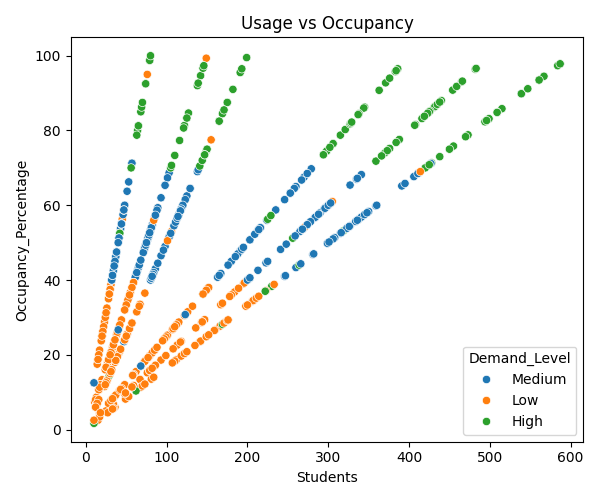 Usage vs Occupancy
Occupancy_Percentage
100
80
60
40
20
0
0 100 200 300 400 500 600
Students
Demand_Level
Medium
Low
High